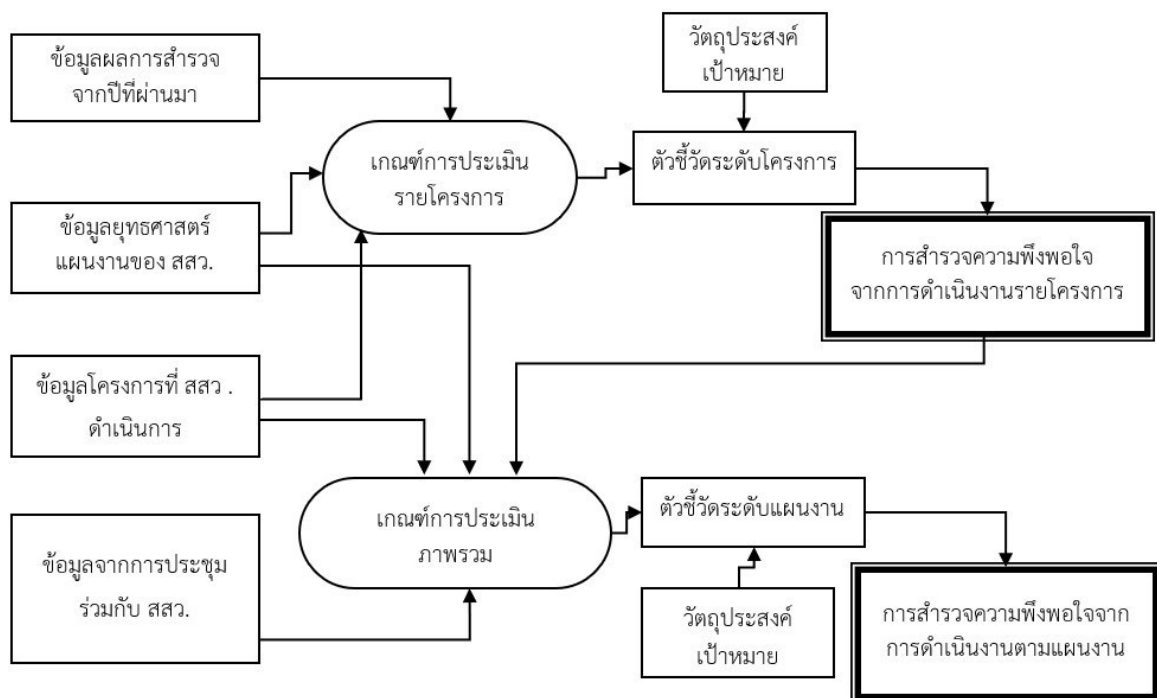 ข้อมูลผลการสำรวจ
จากปีที่ผ่านมา
วัตถุประสงค์
เป้าหมาย
เกณฑ์การประเมิน
รายโครงการ
ตัวชี้วัดระดับโครงการ
ข้อมูลยุทธศาสตร์
แผนงานของ สสว.
การสำรวจความพึงพอใจ
จากการดำเนินงานรายโครงการ
ข้อมูลโครงการที่ สสว .
ดำเนินการ
เกณฑ์การประเมิน
ภาพรวม
ตัวชี้วัดระดับแผนงาน
ข้อมูลจากการประชุม
ร่วมกับ สสว.
วัตถุประสงค์
เป้าหมาย
การสำรวจความพึงพอใจจาก
การดำเนินงานตามแผนงาน